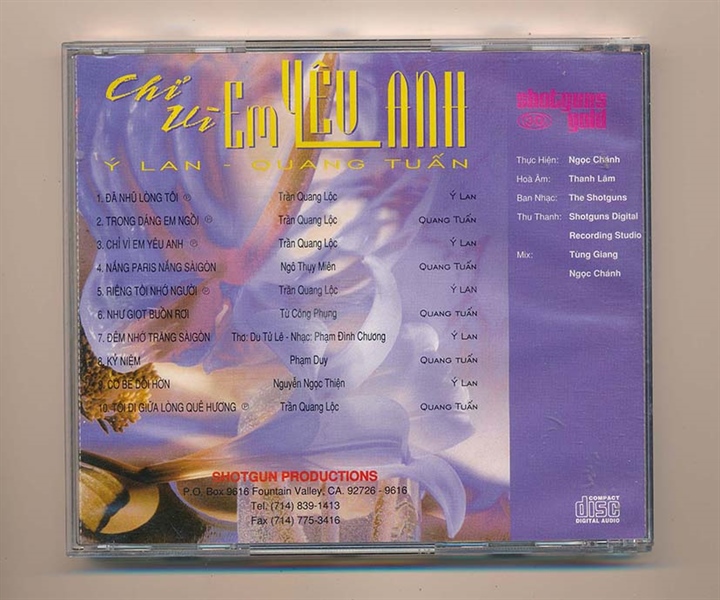 Chỉ Vì Em YÊU ANH
Ý LAN - QUANG TUẤN
1. ĐÃ NHỦ LÒNG TÔI Ⓟ Trần Quang Lộc Ý LAN
2. TRONG DÁNG EM NGỒI Ⓟ Trần Quang Lộc QUANG TUẤN
3. CHỈ VÌ EM YÊU ANH Ⓟ Trần Quang Lộc Ý LAN
4. NẮNG PARIS NẮNG SÀIGÒN Ngô Thụy Miên QUANG TUẤN
5. RIÊNG TÔI NHỚ NGƯỜI Ⓟ Trần Quang Lộc Ý LAN
6. NHƯ GIỌT BUỒN RƠI Từ Công Phụng QUANG TUẤN
7. ĐÊM NHỚ TRĂNG SÀIGÒN Thơ: Du Tử Lê - Nhạc: Phạm Đình Chương Ý LAN
8. KỶ NIỆM Phạm Duy QUANG TUẤN
9. CÔ BÉ DỖI HỜN Nguyễn Ngọc Thiện Ý LAN
10. TÔI ĐI GIỮA LÒNG QUÊ HƯƠNG Ⓟ Trần Quang Lộc QUANG TUẤN
SHOTGUN PRODUCTIONS
P.O. Box 9616 Fountain Valley, CA. 92726 - 9616
Tel. (714) 839-1413
Fax (714) 775-3416
shotguns
gold
Thực Hiện: Ngọc Chánh
Hoà Âm: Thanh Lâm
Ban Nhạc: The Shotguns
Thu Thanh: Shotguns Digital
Recording Studio
Mix: Tùng Giang
Ngọc Chánh
COMPACT
disc
DIGITAL AUDIO